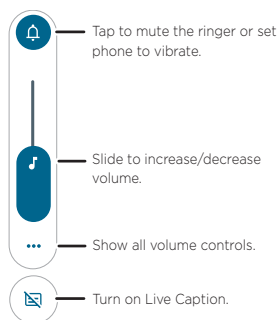 Tap to mute the ringer or set
phone to vibrate.
Slide to increase/decrease
volume.
Show all volume controls.
Turn on Live Caption.